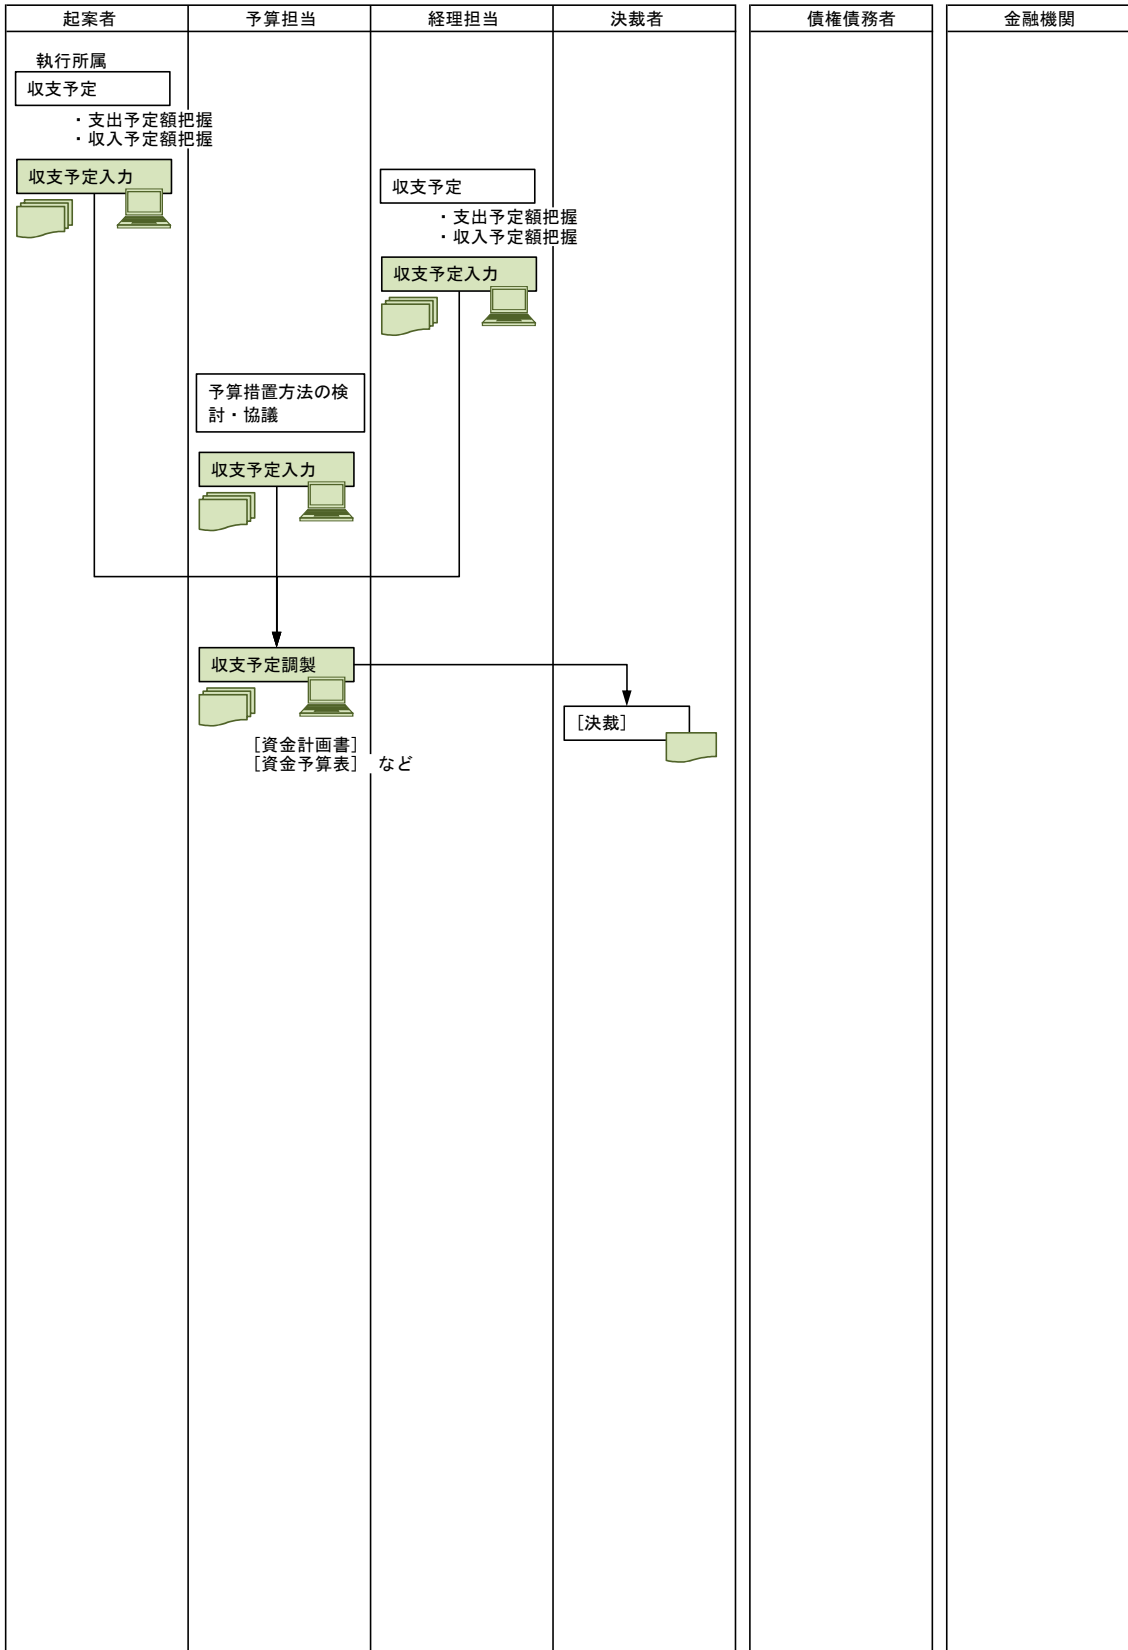 起案者
予算担当
経理担当
決裁者
債権債務者
金融機関
執行所属
収支予定
・支出予定額把握
・収入予定額把握
収支予定入力
収支予定
・支出予定額把握
・収入予定額把握
収支予定入力
予算措置方法の検
討・協議
収支予定入力
収支予定調製
[決裁]
[資金計画書]
[資金予算表] など